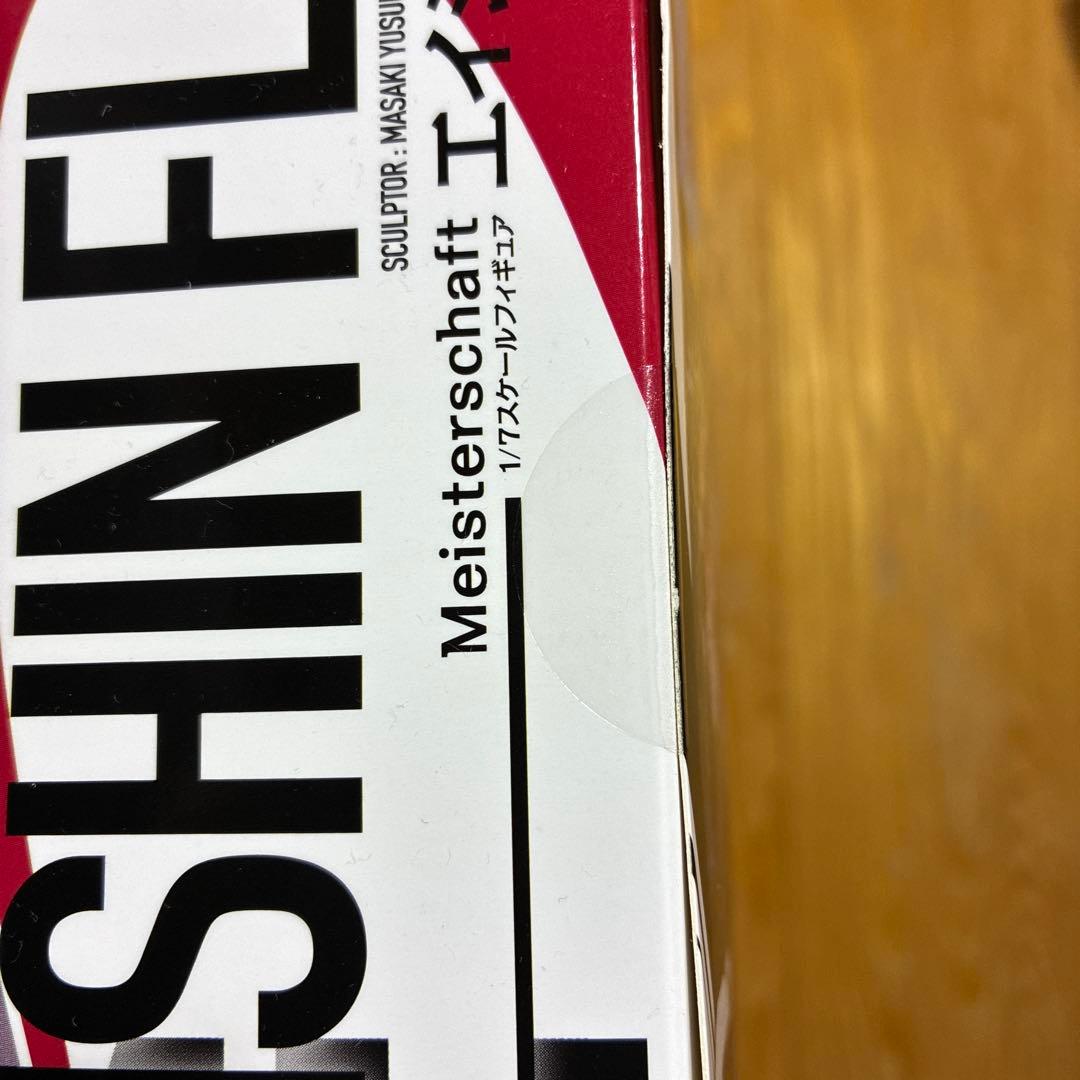 SHIN FL
SCULPTOR : MASAKI YUSU
Meisterschaft エイシ
1/7スケールフィギュア